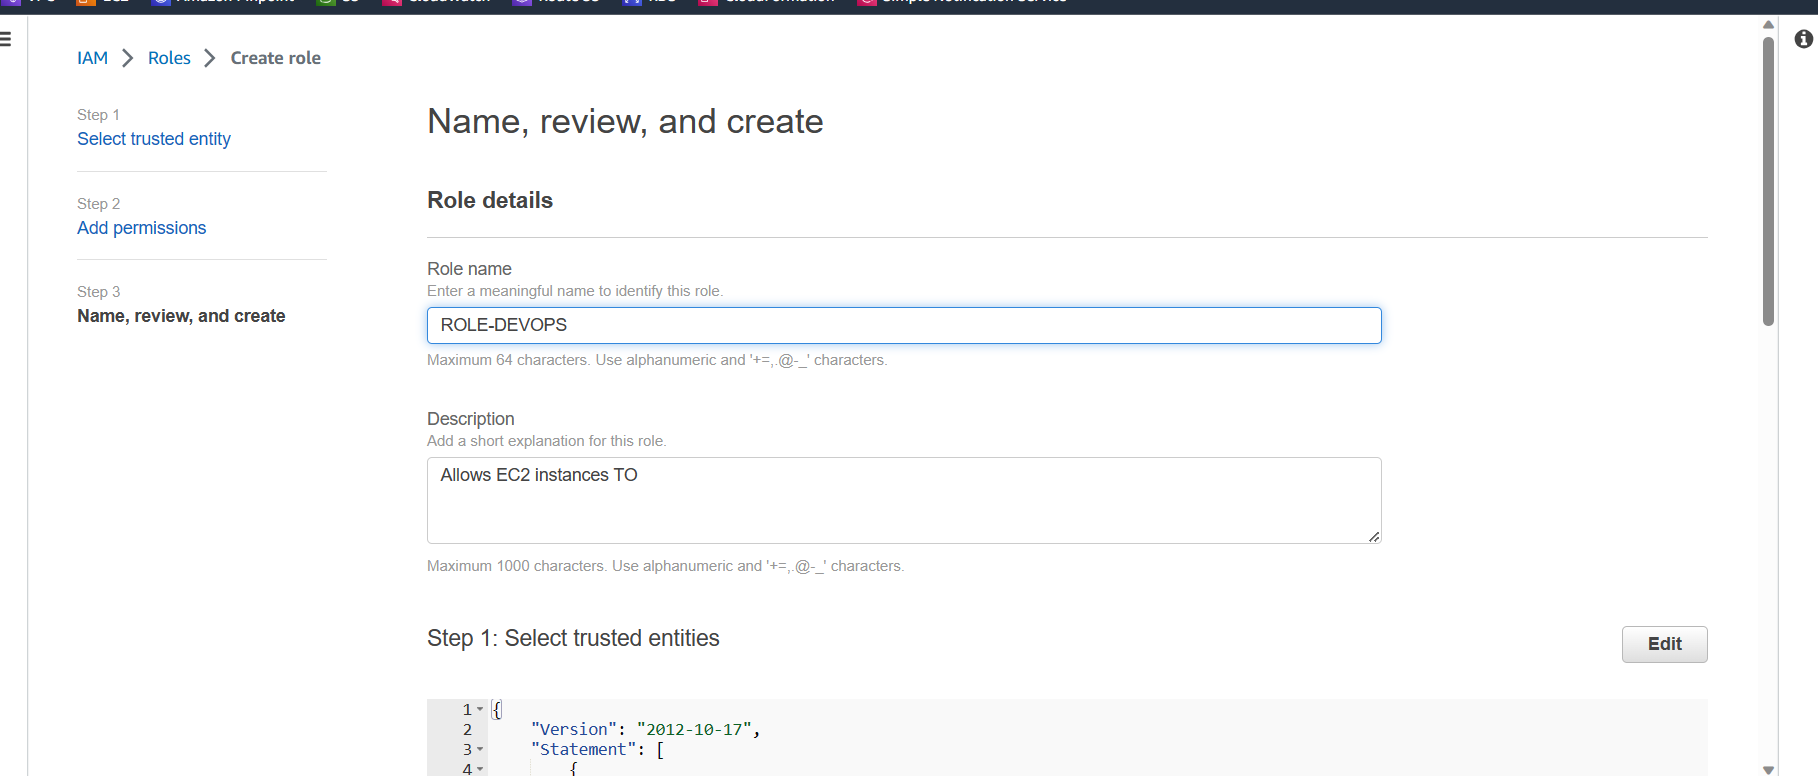 IAM > Roles > Create role
Step 1
Select trusted entity
Step 2
Add permissions
Step 3
Name, review, and create
Name, review, and create
Role details
Role name
Enter a meaningful name to identify this role.
ROLE-DEVOPS
Maximum 64 characters. Use alphanumeric and '+=,.@-_' characters.
Description
Add a short explanation for this role.
Allows EC2 instances TO
Maximum 1000 characters. Use alphanumeric and '+=,.@-_' characters.
Step 1: Select trusted entities
Edit
1 {
2 "Version": "2012-10-17",
3 "Statement": [
4 {